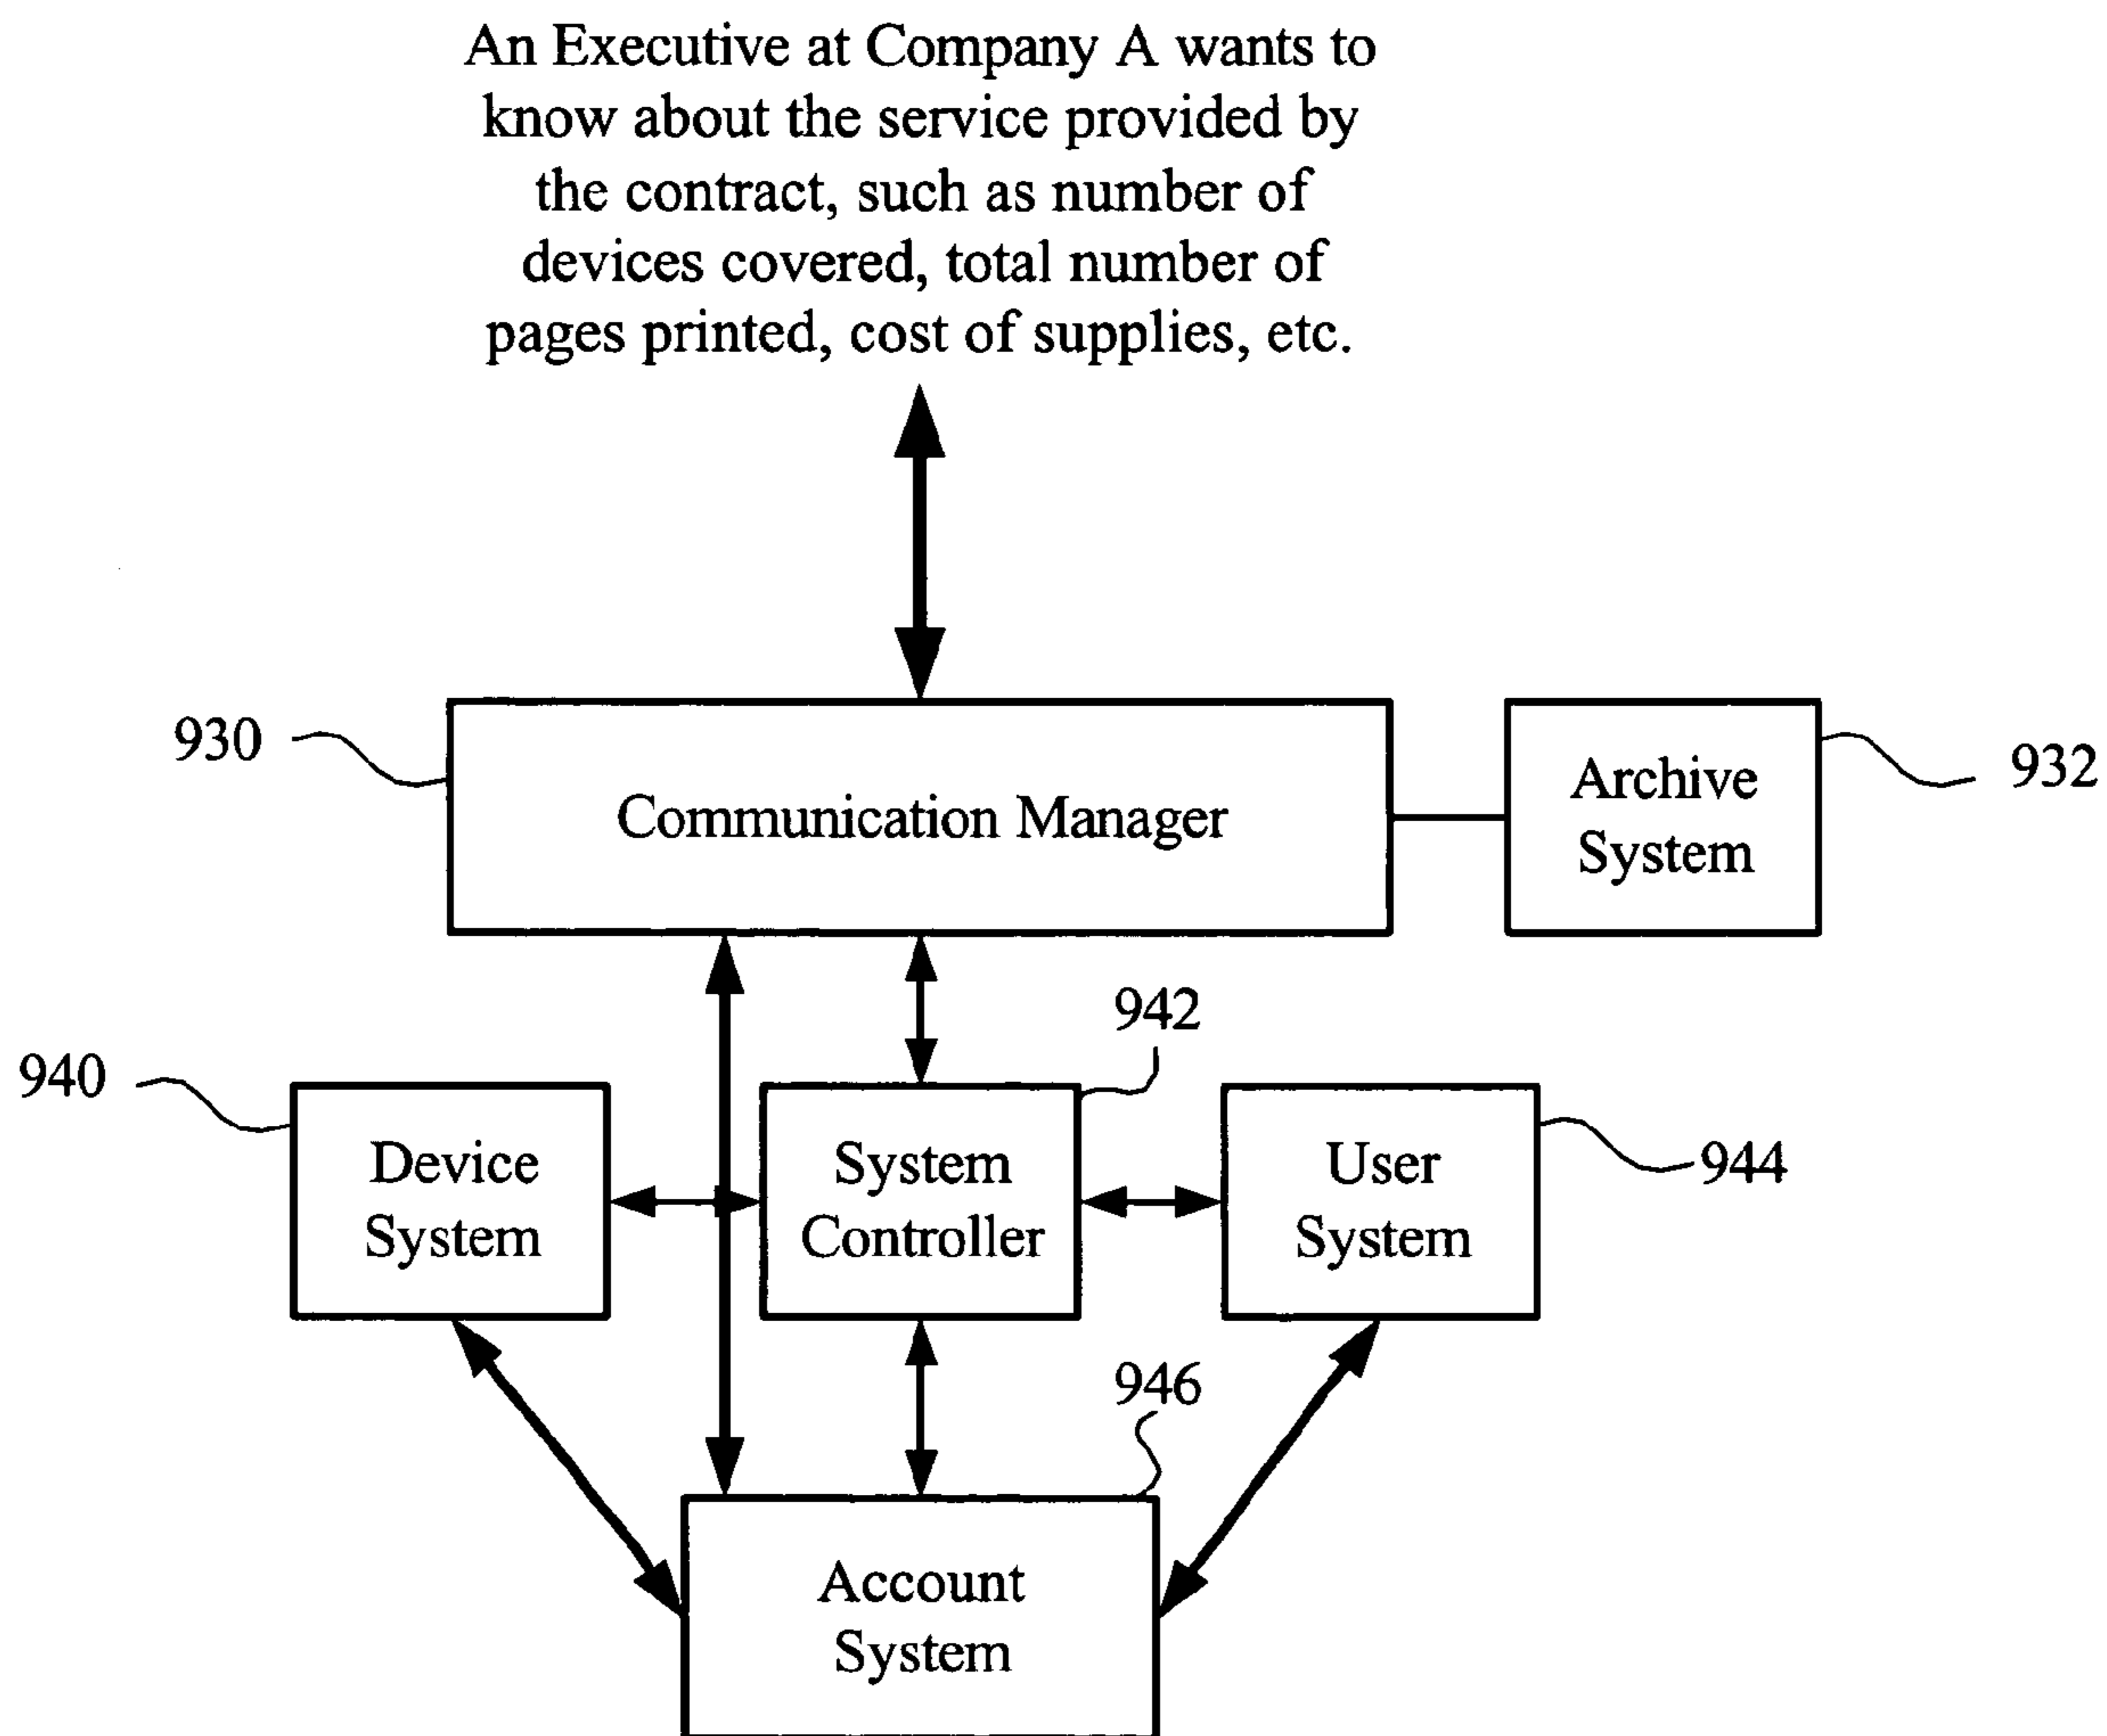 An Executive at Company A wants to
know about the service provided by
the contract, such as number of
devices covered, total number of
pages printed, cost of supplies, etc.
930
Communication Manager
Archive
System
932
942
940
Device
System
System
Controller
User
System
944
946
Account
System